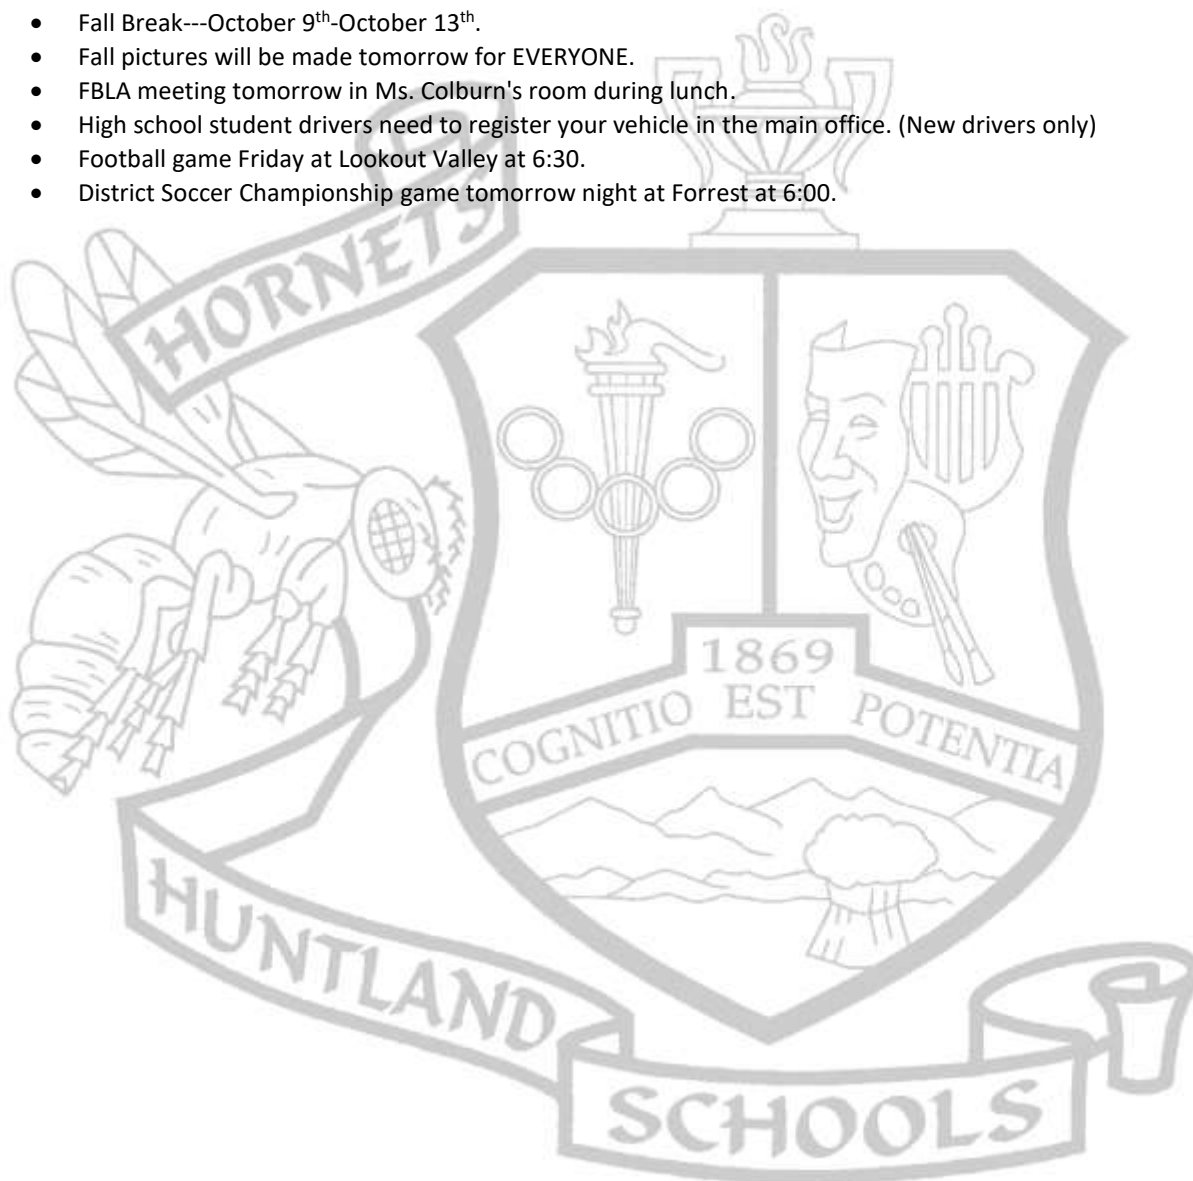 • Fall Break---October 9th-October 13th.
• Fall pictures will be made tomorrow for EVERYONE.
• FBLA meeting tomorrow in Ms. Colburn's room during lunch.
• High school student drivers need to register your vehicle in the main office. (New drivers only)
• Football game Friday at Lookout Valley at 6:30.
• District Soccer Championship game tomorrow night at Forrest at 6:00.
HORNETS
1869
COGNITIO EST POTENTIA
HUNTLAND
SCHOOLS